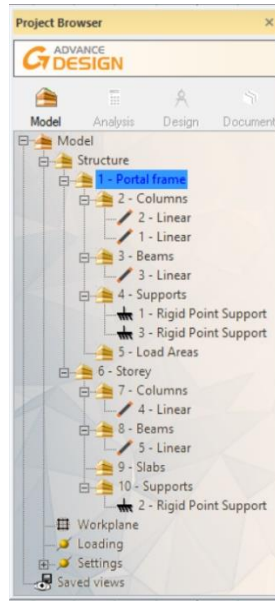 Project Browser
ADVANCE
DESIGN
Model Analysis Design Document
Model
Structure
1 - Portal frame
2 - Columns
2 - Linear
1 - Linear
3 - Beams
3 - Linear
4 - Supports
1 - Rigid Point Support
3 - Rigid Point Support
5 - Load Areas
6 - Storey
7 - Columns
4 - Linear
8 - Beams
5 - Linear
9 - Slabs
10 - Supports
2 - Rigid Point Support
Workplane
Loading
Settings
Saved views